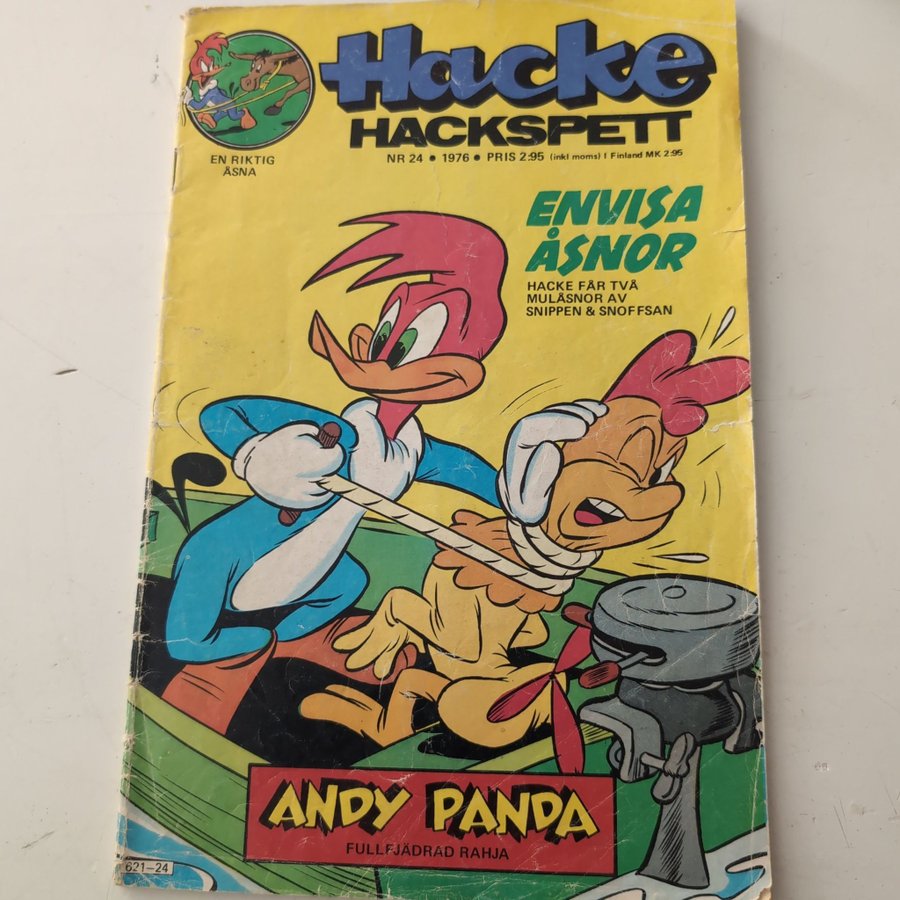 Hacke
HACKSPETT
NR 24 • 1976 • PRIS 2:95 (inkl moms) I Finland MK 2:95
EN RIKTIG
ÅSNA
ENVISA
ÅSNOR
HACKE FÅR TVÅ
MULÅSNOR AV
SNIPPEN & SNOFFSAN
ANDY PANDA
FULLFJÄDRAD RAHJA
621-24